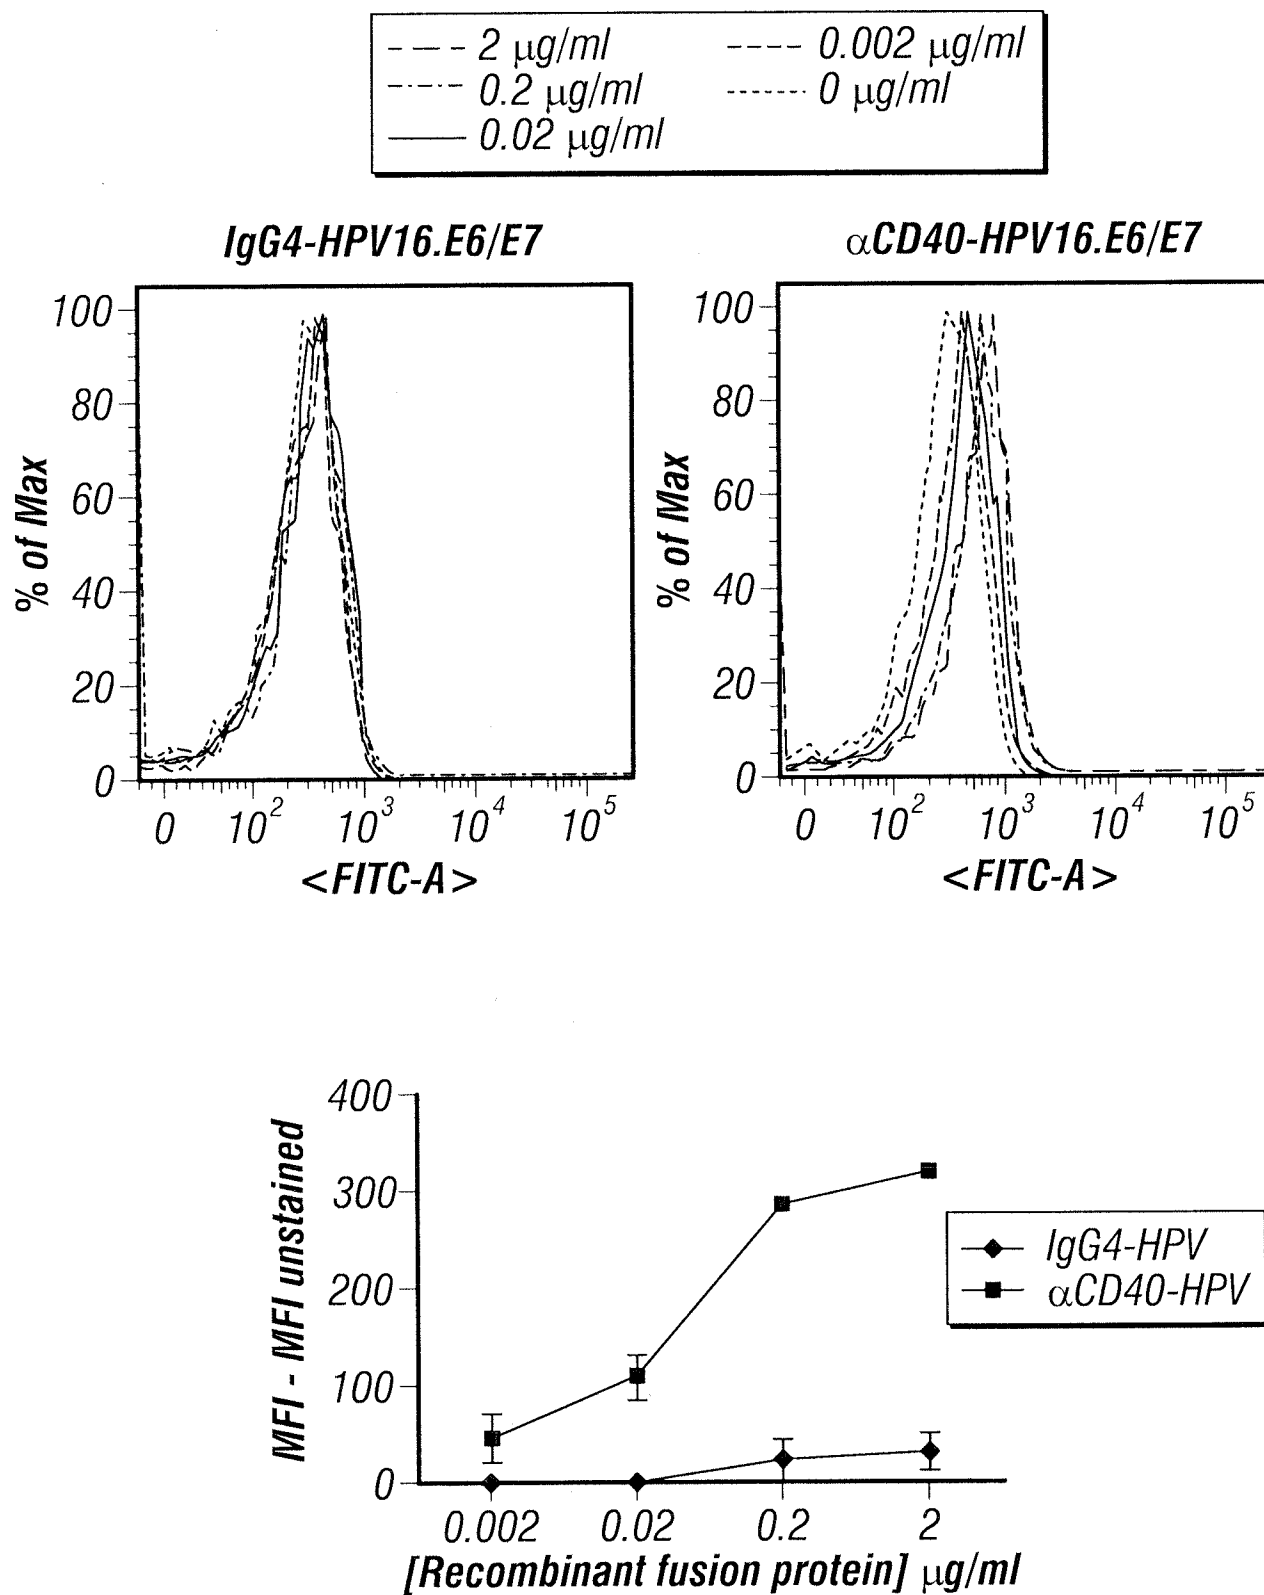 2 µg/ml 0.002 µg/ml
0.2 µg/ml 0 µg/ml
0.02 µg/ml
IgG4-HPV16.E6/E7
100
80
60
40
20
0
% of Max
0 10² 10³ 10⁴ 10⁵
<FITC-A>
αCD40-HPV16.E6/E7
100
80
60
40
20
0
% of Max
0 10² 10³ 10⁴ 10⁵
<FITC-A>
400
300
200
100
0
MFI - MFI unstained
IgG4-HPV
αCD40-HPV
0.002 0.02 0.2 2
[Recombinant fusion protein] µg/ml